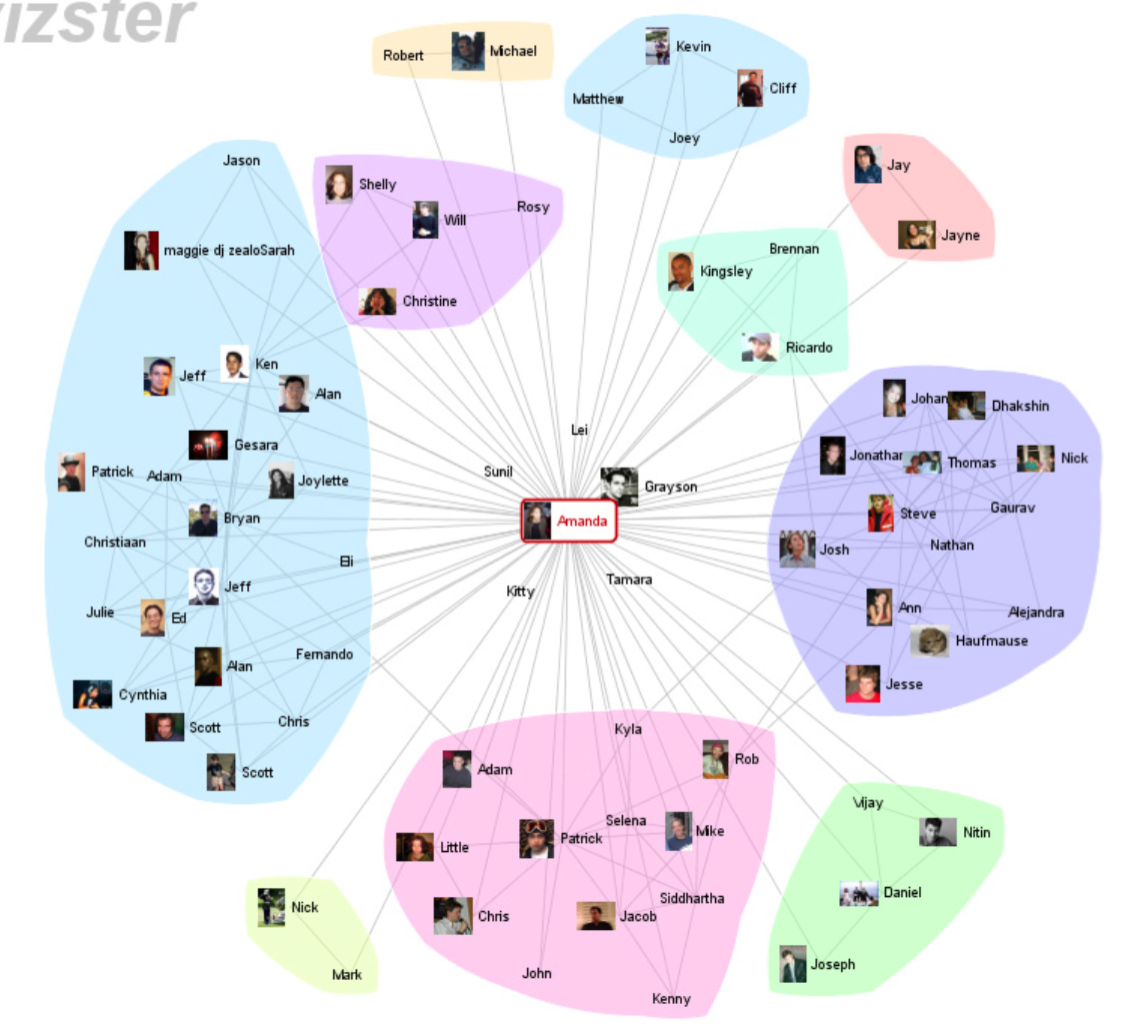 vizster
Robert
Michael
Kevin
Cliff
Matthew
Joey
Jason
Shelly
Will
Rosy
Christine
Jay
Jayne
Brennan
Kingsley
Ricardo
maggie dj zealoSarah
Ken
Jeff
Alan
Gesara
Patrick
Adam
Joylette
Bryan
Christiaan
Eli
Jeff
Julie
Ed
Alan
Fernando
Cynthia
Scott
Chris
Scott
Lei
Sunil
Grayson
Amanda
Kitty
Tamara
Johan
Dhakshin
Jonathan
Thomas
Nick
Steve
Gaurav
Josh
Nathan
Ann
Alejandra
Haufmause
Jesse
Kyla
Rob
Adam
Selena
Mike
Patrick
Little
Siddhartha
Chris
Jacob
John
Kenny
Vijay
Nitin
Daniel
Joseph
Nick
Mark